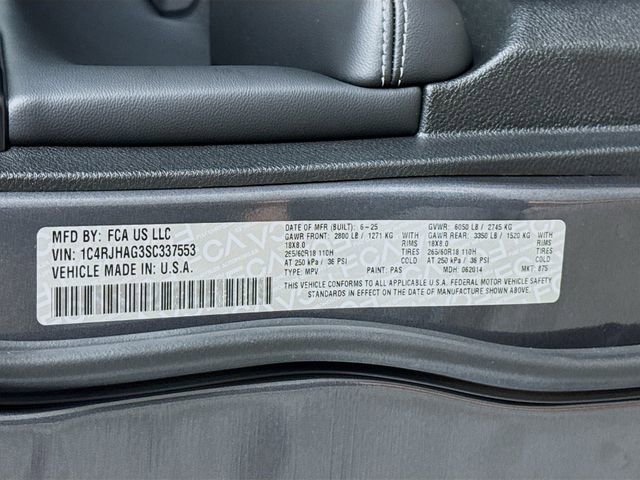 MFD BY: FCA US LLC
VIN: 1C4RJHAG3SC337553
VEHICLE MADE IN: U.S.A.
DATE OF MFR (BUILT): 6-25 GVWR: 6050 LB / 2745 KG
GAWR FRONT: 2800 LB / 1271 KG WITH GAWR REAR: 3350 LB / 1520 KG WITH
18X8.0 RIMS 18X8.0 RIMS
265/60R18 110H TIRES 265/60R18 110H TIRES
AT 250 kPa / 36 PSI COLD AT 250 kPa / 36 PSI COLD
TYPE: MPV PAINT: PAS MDH: 062014 MKT: 875
THIS VEHICLE CONFORMS TO ALL APPLICABLE U.S.A. FEDERAL MOTOR VEHICLE SAFETY
STANDARDS IN EFFECT ON THE DATE OF MANUFACTURE SHOWN ABOVE.